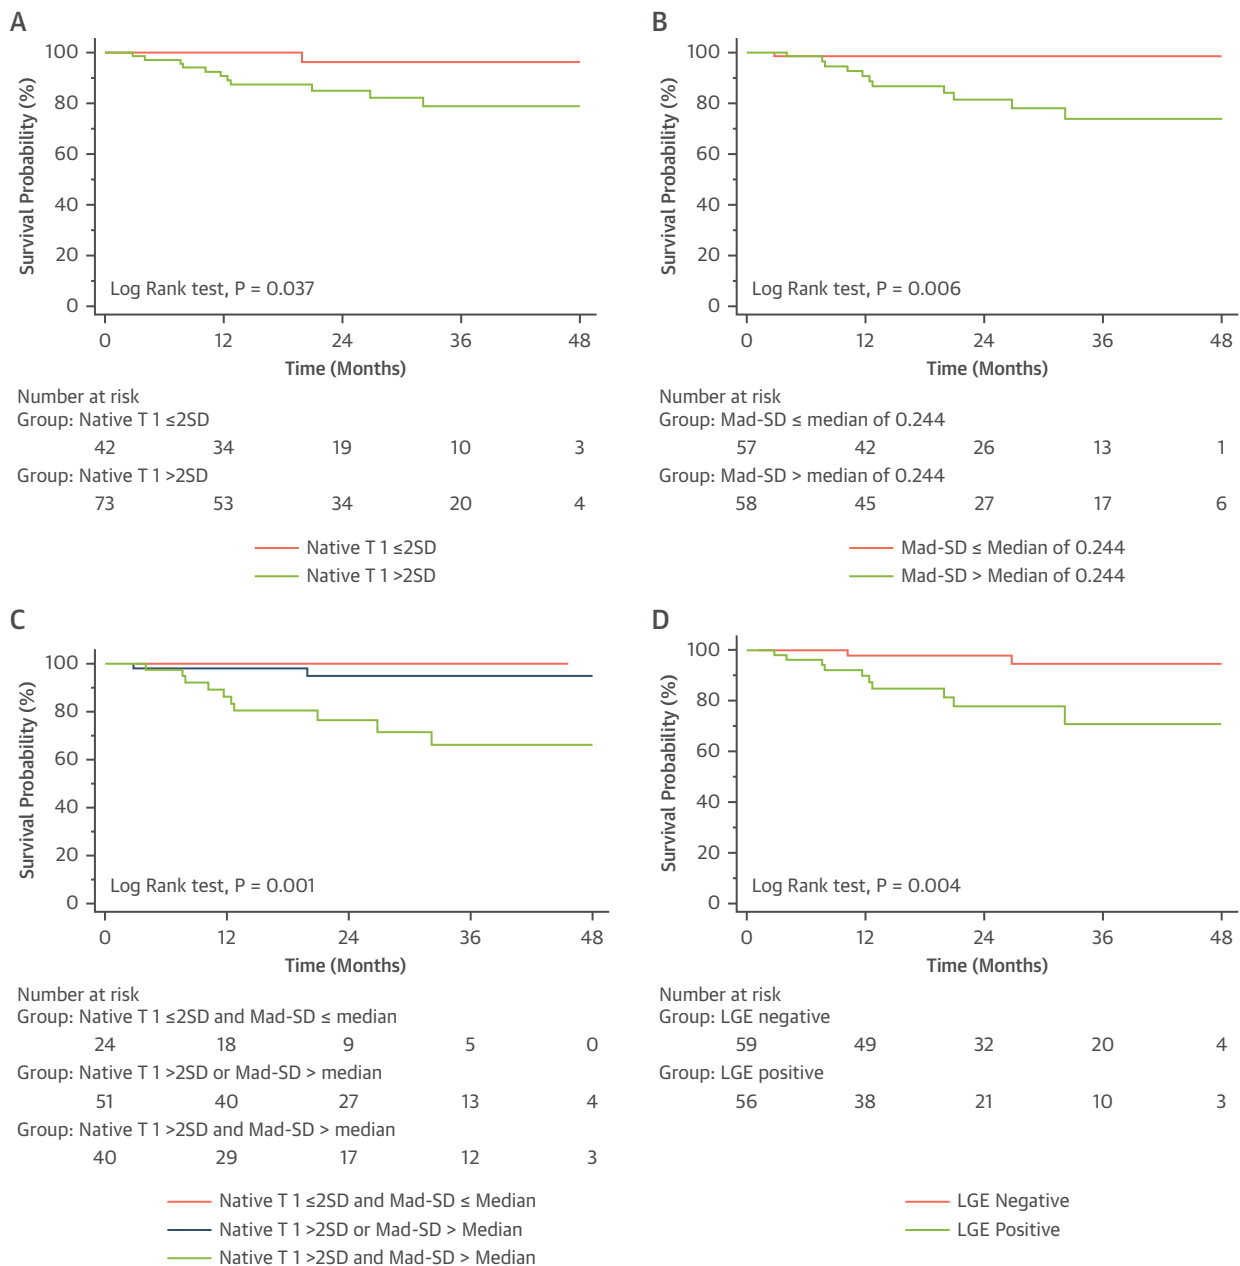 A
Survival Probability (%)
100
80
60
40
20
0
Log Rank test, P = 0.037
0 12 24 36 48
Time (Months)
Number at risk
Group: Native T 1 ≤2SD
42 34 19 10 3
Group: Native T 1 >2SD
73 53 34 20 4
Native T 1 ≤2SD
Native T 1 >2SD
B
Survival Probability (%)
100
80
60
40
20
0
Log Rank test, P = 0.006
0 12 24 36 48
Time (Months)
Number at risk
Group: Mad-SD ≤ median of 0.244
57 42 26 13 1
Group: Mad-SD > median of 0.244
58 45 27 17 6
Mad-SD ≤ Median of 0.244
Mad-SD > Median of 0.244
C
Survival Probability (%)
100
80
60
40
20
0
Log Rank test, P = 0.001
0 12 24 36 48
Time (Months)
Number at risk
Group: Native T 1 ≤2SD and Mad-SD ≤ median
24 18 9 5 0
Group: Native T 1 >2SD or Mad-SD > median
51 40 27 13 4
Group: Native T 1 >2SD and Mad-SD > median
40 29 17 12 3
Native T 1 ≤2SD and Mad-SD ≤ Median
Native T 1 >2SD or Mad-SD > Median
Native T 1 >2SD and Mad-SD > Median
D
Survival Probability (%)
100
80
60
40
20
0
Log Rank test, P = 0.004
0 12 24 36 48
Time (Months)
Number at risk
Group: LGE negative
59 49 32 20 4
Group: LGE positive
56 38 21 10 3
LGE Negative
LGE Positive